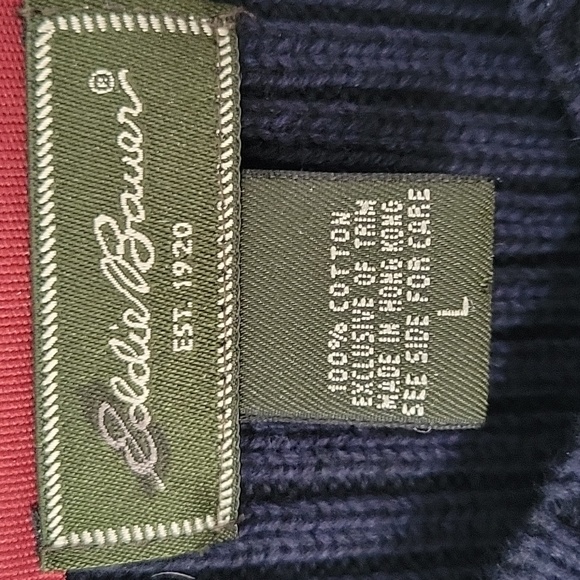 Eddie Bauer®
EST. 1920
100% COTTON
EXCLUSIVE OF TRIM
MADE IN HONG KONG
SEE SIDE FOR CARE
L